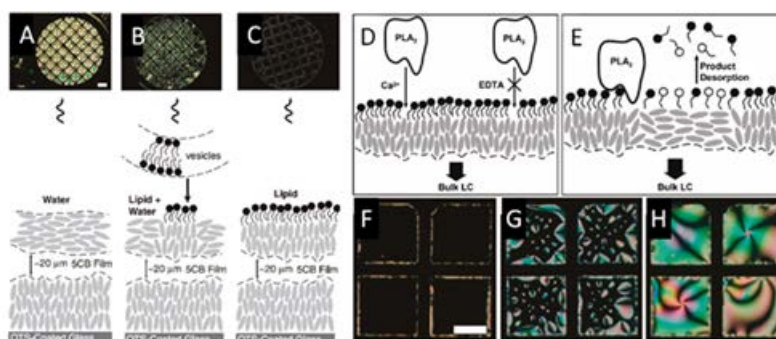 A
B
C
D
E
PLA₂
PLA₂
Ca²⁺
EDTA
Bulk LC
PLA₂
Product
Desorption
Bulk LC
vesicles
Water
Lipid +
Water
Lipid
~20 µm 5CB Film
~20 µm 5CB Film
~20 µm 5CB Film
OTS-Coated Glass
OTS-Coated Glass
OTS-Coated Glass
F
G
H